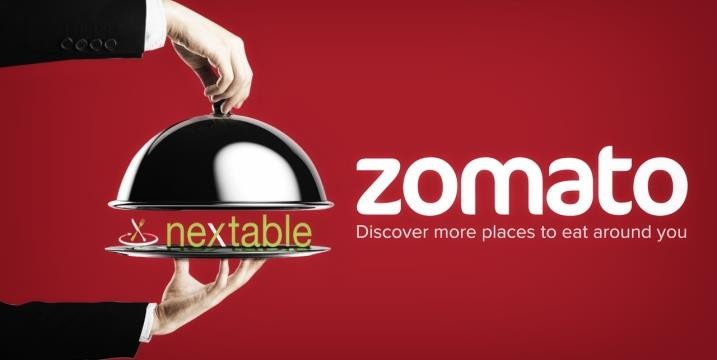 nextable
zomato
Discover more places to eat around you